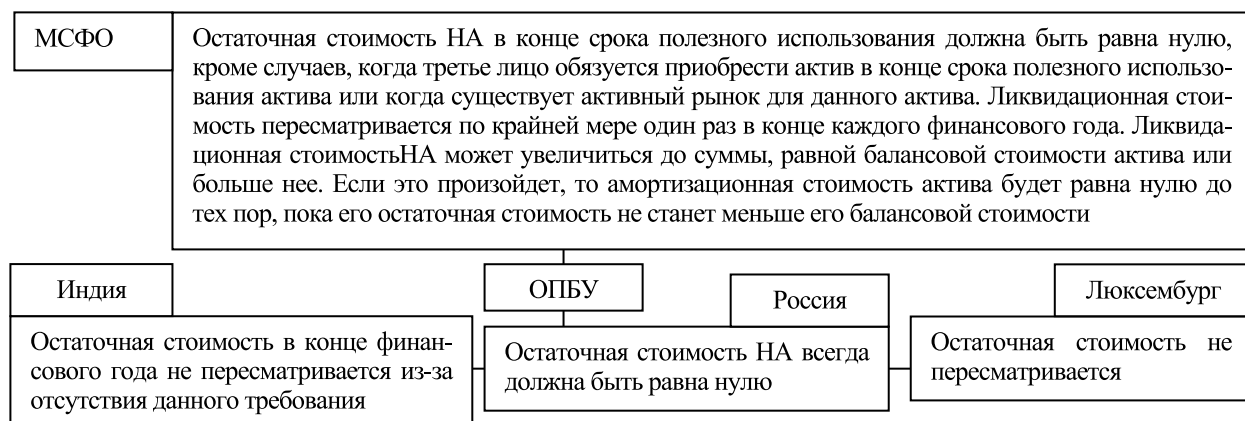 МСФО
Остаточная стоимость НА в конце срока полезного использования должна быть равна нулю,
кроме случаев, когда третье лицо обязуется приобрести актив в конце срока полезного использо-
вания актива или когда существует активный рынок для данного актива. Ликвидационная стои-
мость пересматривается по крайней мере один раз в конце каждого финансового года. Ликвида-
ционная стоимостьНА может увеличиться до суммы, равной балансовой стоимости актива или
больше нее. Если это произойдет, то амортизационная стоимость актива будет равна нулю до
тех пор, пока его остаточная стоимость не станет меньше его балансовой стоимости
Индия
Остаточная стоимость в конце финан-
сового года не пересматривается из-за
отсутствия данного требования
ОПБУ
Россия
Остаточная стоимость НА всегда
должна быть равна нулю
Люксембург
Остаточная стоимость не
пересматривается